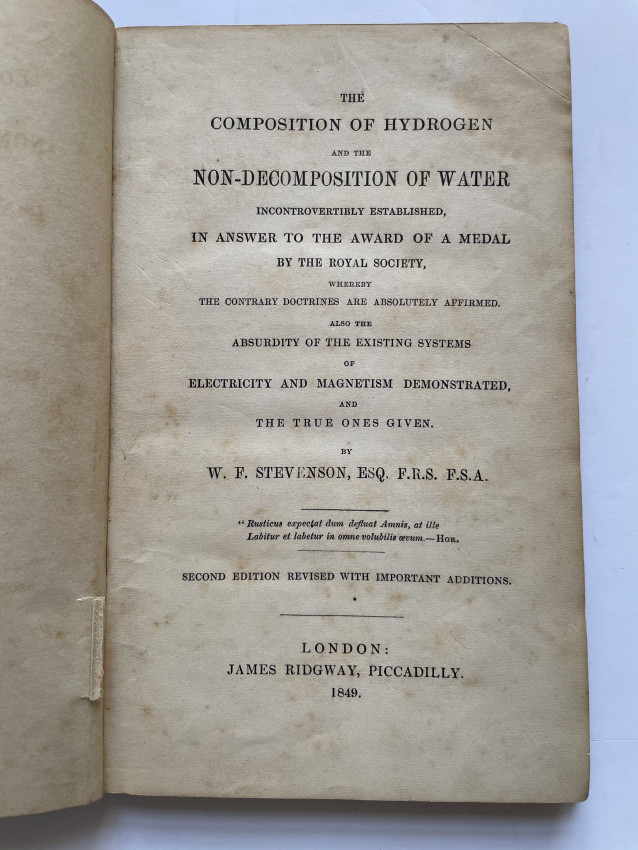 THE
COMPOSITION OF HYDROGEN
AND THE
NON-DECOMPOSITION OF WATER
INCONTROVERTIBLY ESTABLISHED,
IN ANSWER TO THE AWARD OF A MEDAL
BY THE ROYAL SOCIETY,
WHEREBY
THE CONTRARY DOCTRINES ARE ABSOLUTELY AFFIRMED.
ALSO THE
ABSURDITY OF THE EXISTING SYSTEMS
OF
ELECTRICITY AND MAGNETISM DEMONSTRATED,
AND
THE TRUE ONES GIVEN.
BY
W. F. STEVENSON, ESQ. F.R.S. F.S.A.
"Rusticus expectat dum defluat Amnis, at ille
Labitur et labetur in omne volubilis ævum.—HOR.
SECOND EDITION REVISED WITH IMPORTANT ADDITIONS.
LONDON:
JAMES RIDGWAY, PICCADILLY.
1849.